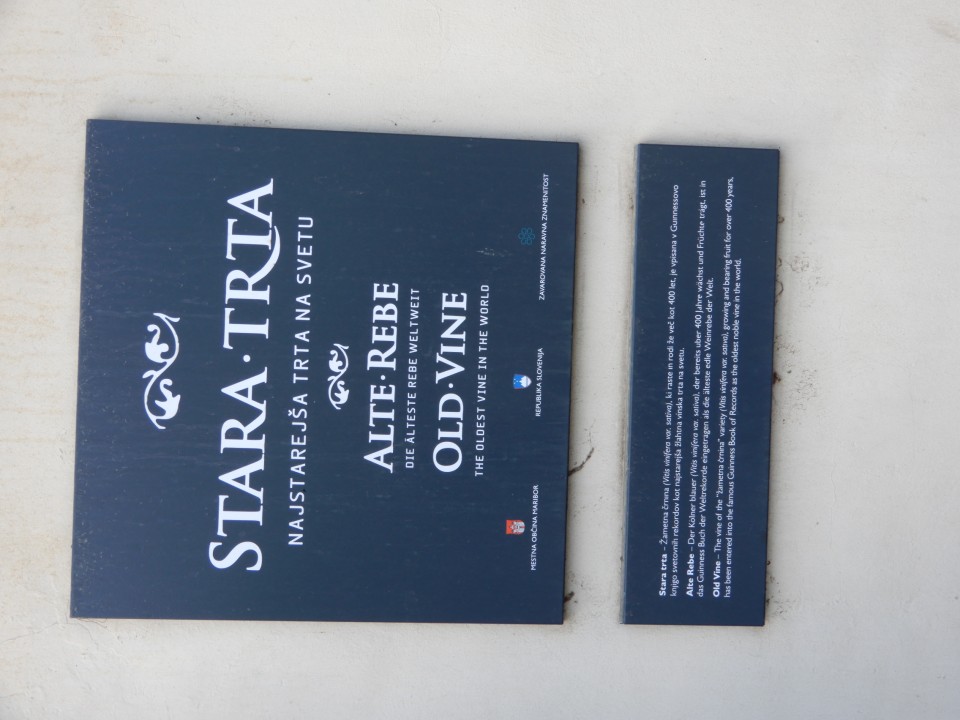 STARA·TRTA
NAJSTAREJŠA TRTA NA SVETU
ALTE·REBE
DIE ÄLTESTE REBE WELTWEIT
OLD·VINE
THE OLDEST VINE IN THE WORLD
MESTNA OBČINA MARIBOR
REPUBLIKA SLOVENIJA
ZAVAROVANA NARAVNA ZNAMENITOST
Stara trta – Žametna črnina (Vitis vinifera var. sativa), ki raste in rodi že več kot 400 let, je vpisana v Guinnessovo
knjigo svetovnih rekordov kot najstarejša žlahtna vinska trta na svetu.
Alte Rebe – Der Kölner blauer (Vitis vinifera var. sativa), der bereits uber 400 Jahre wächst und Früchte trägt, ist in
das Guinness Buch der Weltrekorde eingetragen als die älteste edle Weinrebe der Welt.
Old Vine – The vine of the "žametna črnina" variety (Vitis vinifera var. sativa), growing and bearing fruit for over 400 years,
has been entered into the famous Guinness Book of Records as the oldest noble vine in the world.